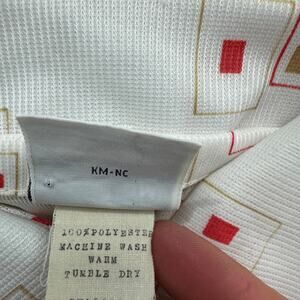 KM-NC
100%POLYESTER
MACHINE WASH
WARM
TUMBLE DRY